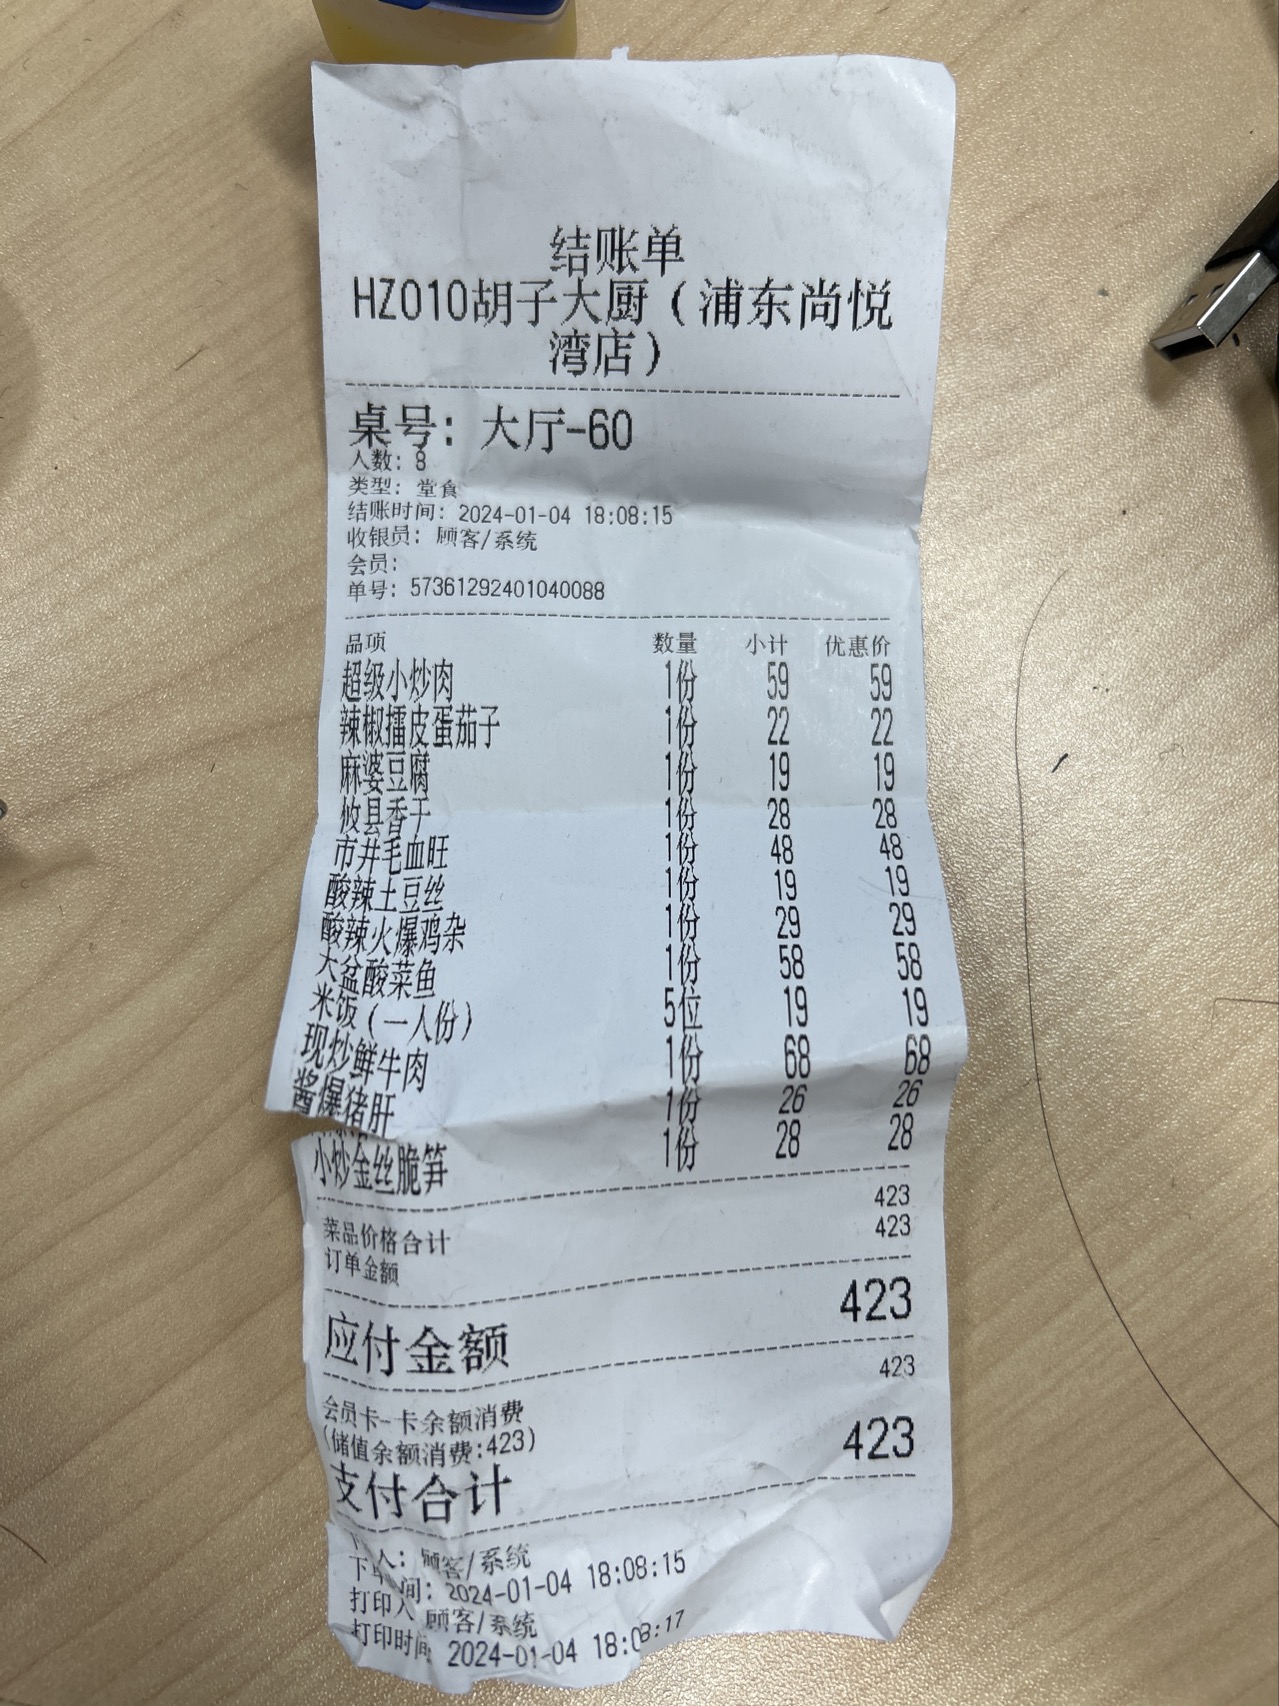 结账单
HZ010胡子大厨（浦东尚悦
湾店）
桌号：大厅-60
人数：8
类型：堂食
结账时间：2024-01-04 18:08:15
收银员：顾客/系统
会员：
单号：573612922401040088
品项 数量 小计 优惠价
超级小炒肉 1份 59 59
辣椒擂皮蛋茄子 1份 22 22
麻婆豆腐 1份 19 19
攸县香干 1份 28 28
市井毛血旺 1份 48 48
酸辣土豆丝 1份 19 19
酸辣火爆鸡杂 1份 29 29
大盆酸菜鱼 1份 58 58
米饭（一人份） 5位 19 19
现炒鲜牛肉 1份 68 68
酱爆猪肝 1份 26 26
小炒金丝脆笋 1份 28 28
菜品价格合计 423
订单金额 423
应付金额 423
会员卡-卡余额消费 423
(储值余额消费:423)
支付合计 423
人：顾客/系统
下 间：2024-01-04 18:08:15
打印人 顾客/系统
打印时间 2024-01-04 18:08:17